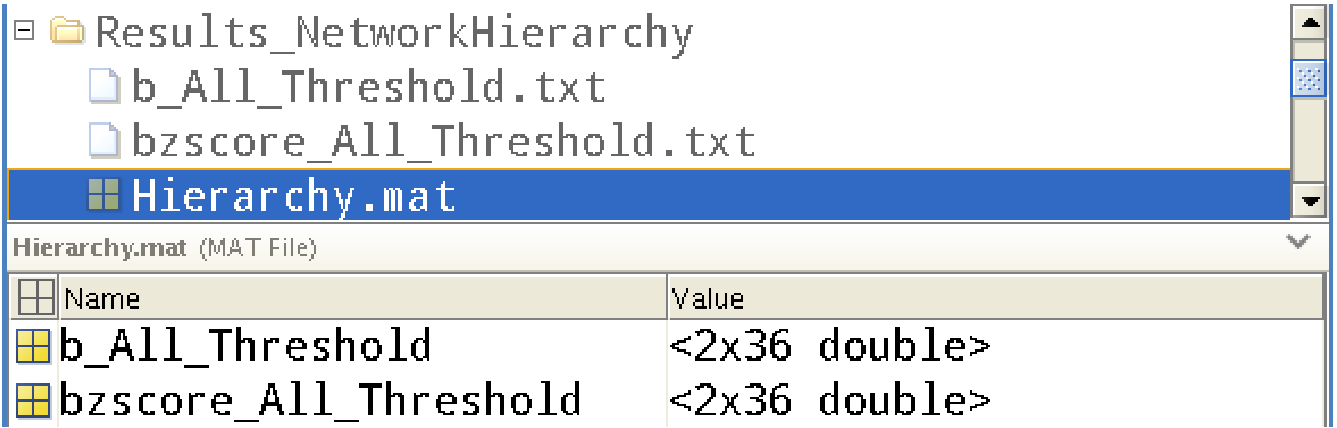 Results_NetworkHierarchy
b_All_Threshold.txt
bzscore_All_Threshold.txt
Hierarchy.mat
Hierarchy.mat (MAT File)
Name Value
b_All_Threshold <2x36 double>
bzscore_All_Threshold <2x36 double>